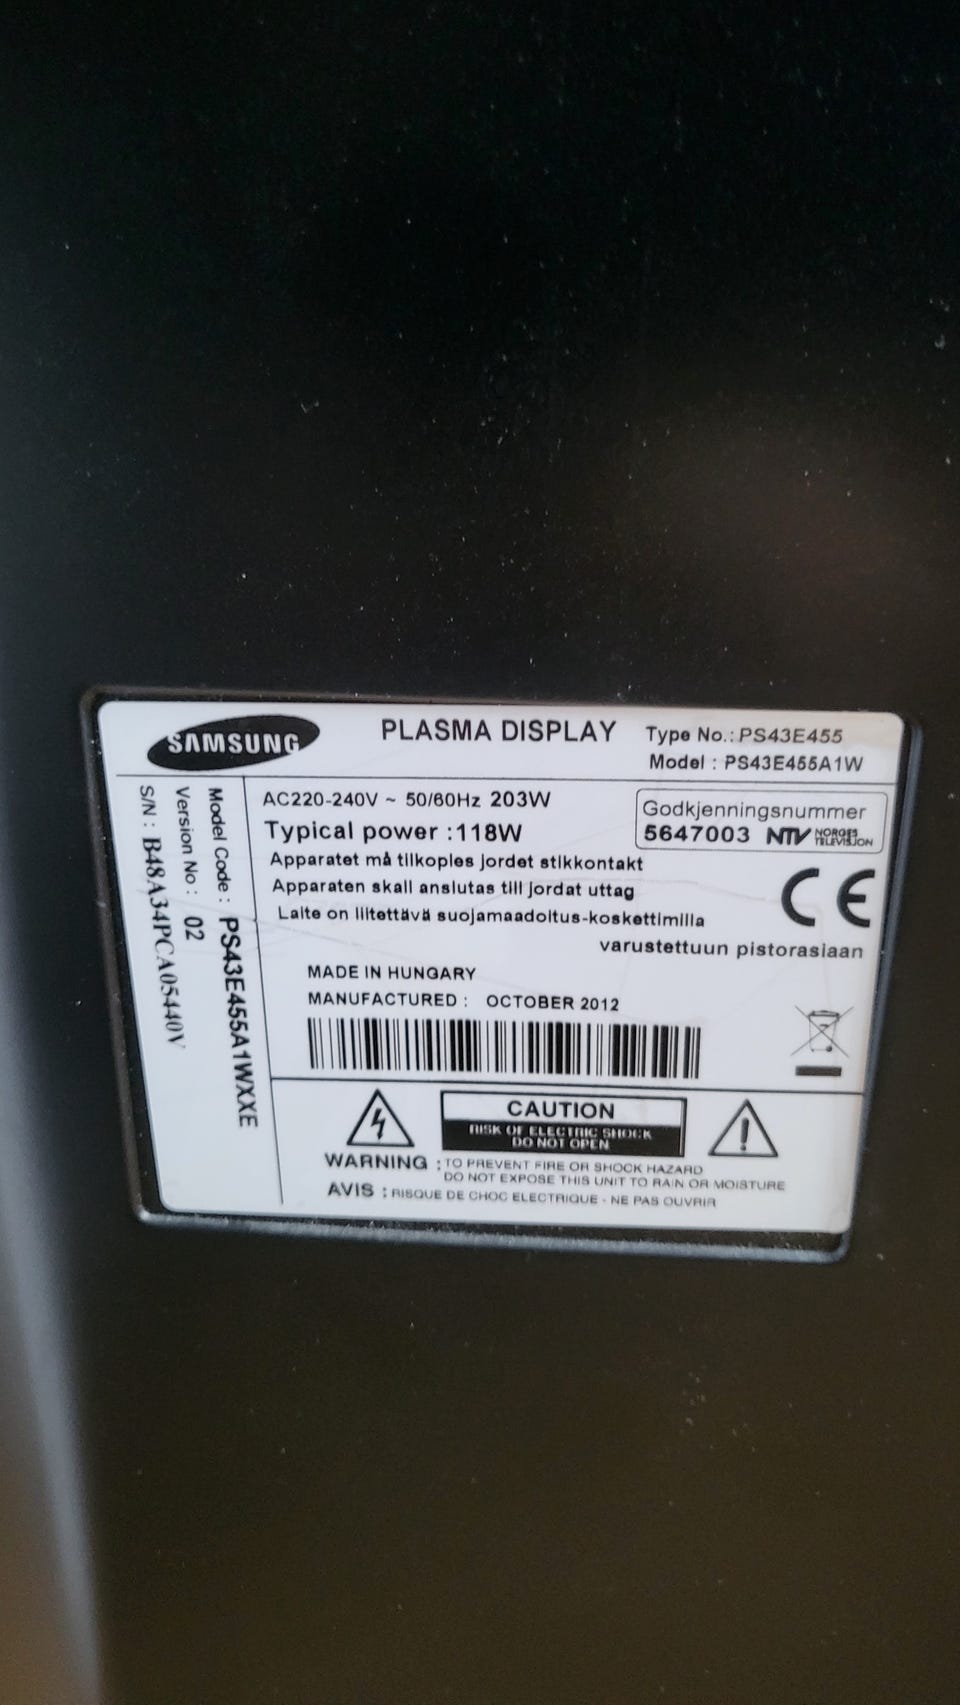 SAMSUNG
PLASMA DISPLAY
Type No.: PS43E455
Model : PS43E455A1W
Model Code : PS43E455A1WXXE
Version No : 02
S/N : B48A34PCA05440V
AC220-240V ~ 50/60Hz 203W
Typical power :118W
Godkjenningsnummer
5647003 NTV NORGES TELEVISJON
Apparatet må tilkoples jordet stikkontakt
Apparaten skall anslutas till jordat uttag
Laite on liitettävä suojamaadoitus-koskettimilla
varustettuun pistorasiaan
CE
MADE IN HUNGARY
MANUFACTURED : OCTOBER 2012
CAUTION
RISK OF ELECTRIC SHOCK
DO NOT OPEN
WARNING : TO PREVENT FIRE OR SHOCK HAZARD
DO NOT EXPOSE THIS UNIT TO RAIN OR MOISTURE
AVIS : RISQUE DE CHOC ELECTRIQUE - NE PAS OUVRIR